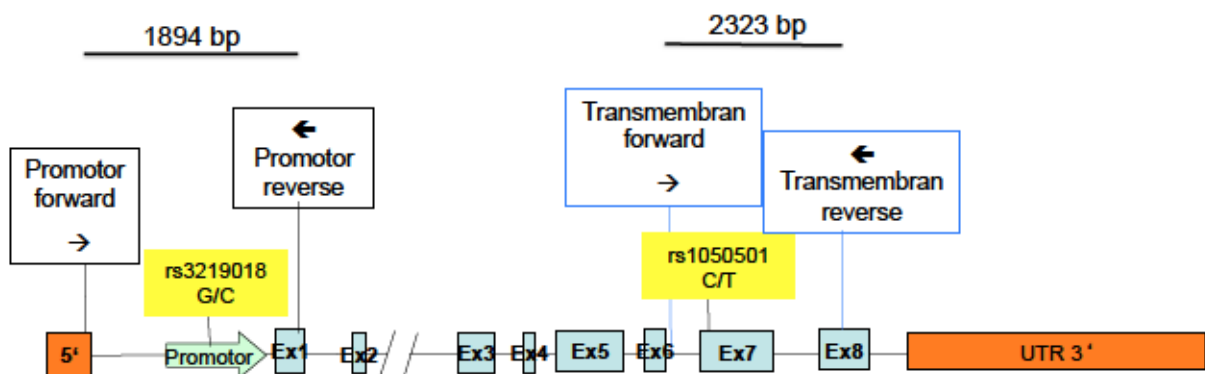 1894 bp
2323 bp
Promotor
forward
→
←
Promotor
reverse
Transmembran
forward
→
←
Transmembran
reverse
rs3219018
G/C
rs1050501
C/T
5‘
Promotor
Ex1
Ex2
Ex3
Ex4
Ex5
Ex6
Ex7
Ex8
UTR 3‘